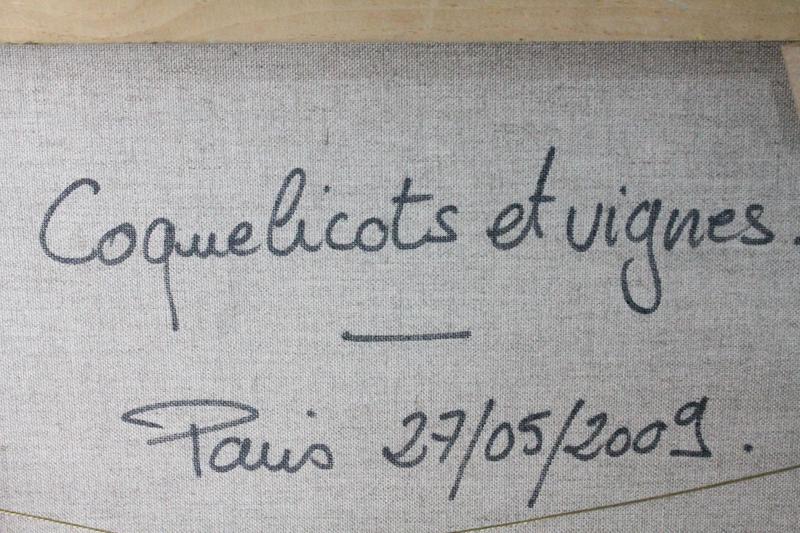 Coquelicots et vignes.
Paris 27/05/2009.